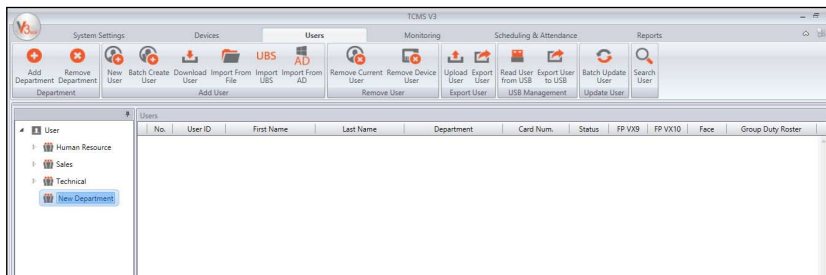 TCMS V3
V3
System Settings Devices Users Monitoring Scheduling & Attendance Reports
UBS AD
Add Department Remove Department New User Batch Create User Download User Import From File Import UBS Import From AD Remove Current User Remove Device User Upload User Export User Read User from USB Export User to USB Batch Update User Search User
Department Add User Remove User Export User USB Management Update User
Users
No. User ID First Name Last Name Department Card Num. Status FP VX9 FP VX10 Face Group Duty Roster
User
Human Resource
Sales
Technical
New Department